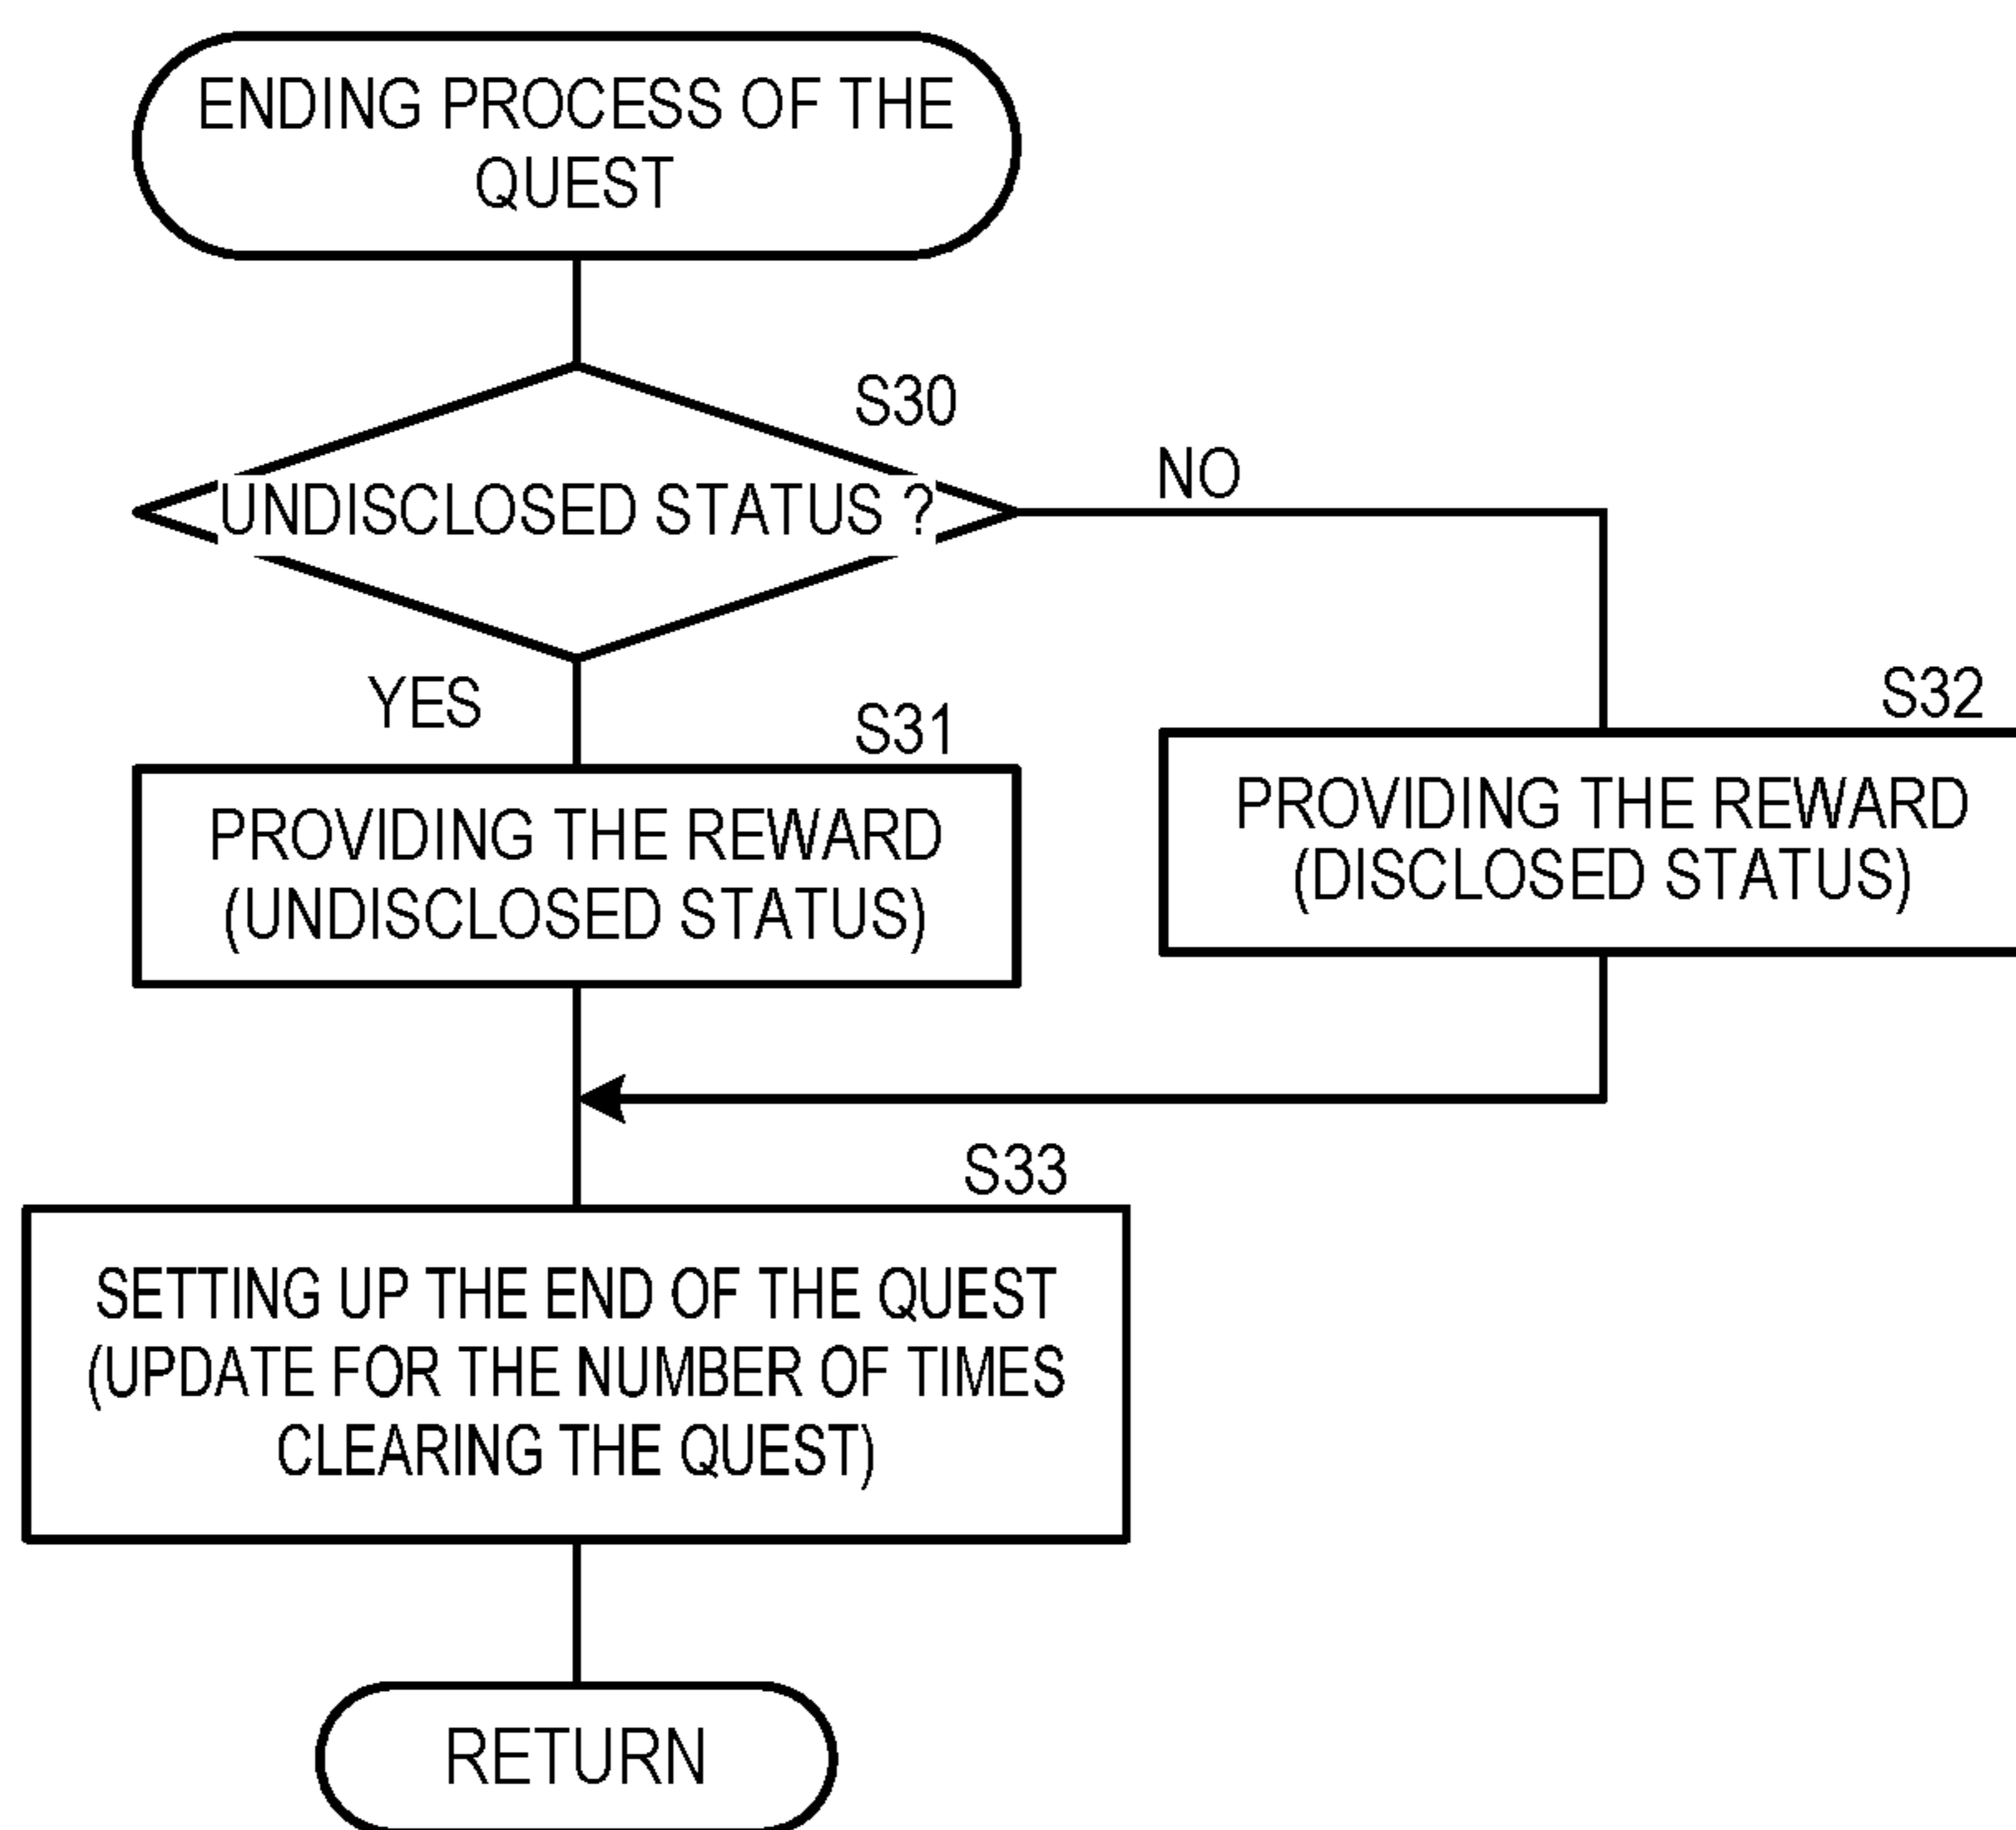 ENDING PROCESS OF THE
QUEST
S30
UNDISCLOSED STATUS ?
NO
YES
S31
PROVIDING THE REWARD
(UNDISCLOSED STATUS)
S32
PROVIDING THE REWARD
(DISCLOSED STATUS)
S33
SETTING UP THE END OF THE QUEST
(UPDATE FOR THE NUMBER OF TIMES
CLEARING THE QUEST)
RETURN